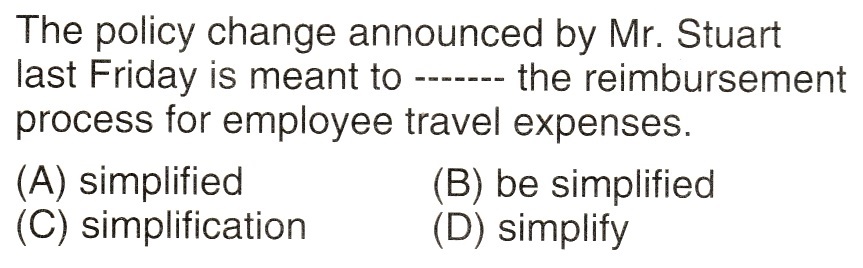 The policy change announced by Mr. Stuart
last Friday is meant to ------- the reimbursement
process for employee travel expenses.
(A) simplified (B) be simplified
(C) simplification (D) simplify